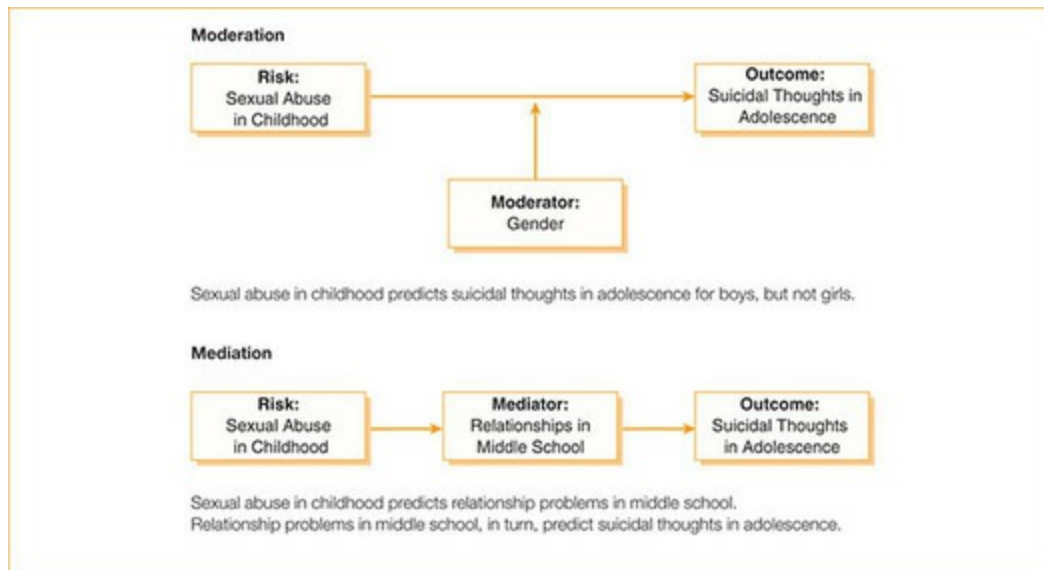 Moderation
Risk:
Sexual Abuse
in Childhood
Outcome:
Suicidal Thoughts in
Adolescence
Moderator:
Gender
Sexual abuse in childhood predicts suicidal thoughts in adolescence for boys, but not girls.
Mediation
Risk:
Sexual Abuse
in Childhood
Mediator:
Relationships in
Middle School
Outcome:
Suicidal Thoughts
in Adolescence
Sexual abuse in childhood predicts relationship problems in middle school.
Relationship problems in middle school, in turn, predict suicidal thoughts in adolescence.